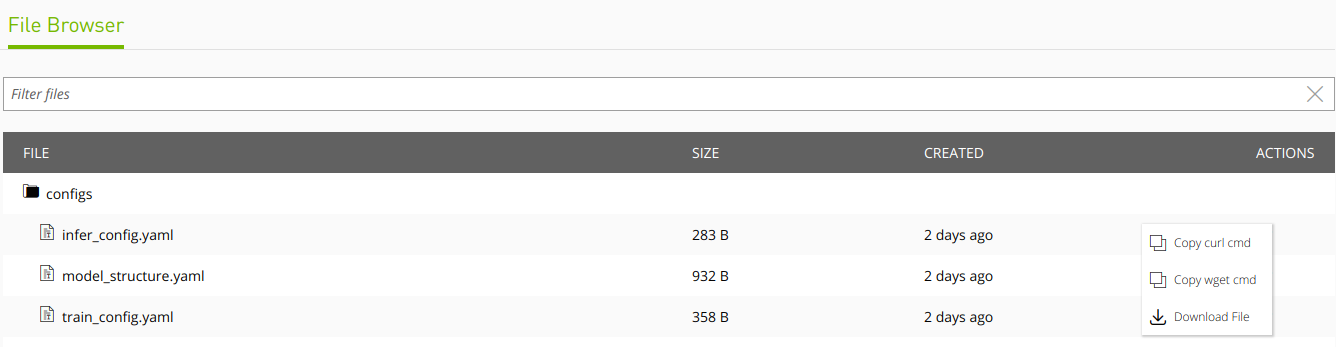 File Browser
Filter files
FILE SIZE CREATED ACTIONS
configs
infer_config.yaml 283 B 2 days ago
Copy curl cmd
model_structure.yaml 932 B 2 days ago
Copy wget cmd
train_config.yaml 358 B 2 days ago
Download File